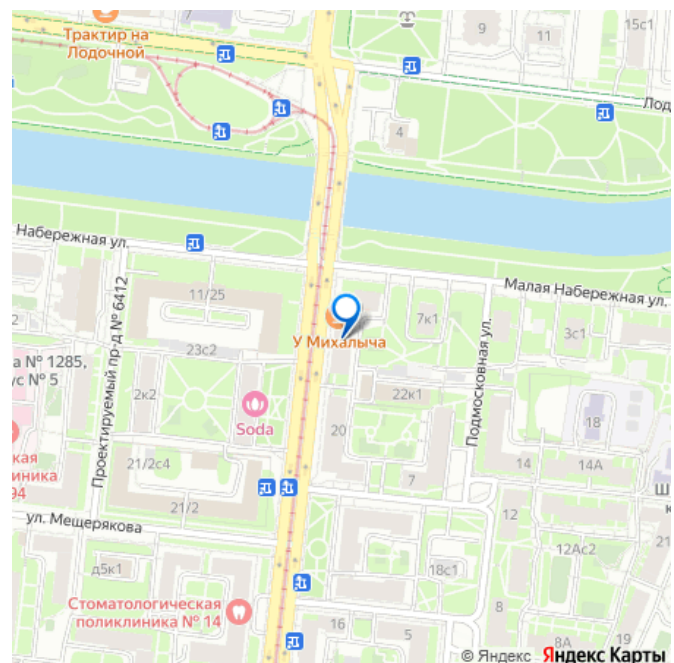 Трактир на
Лодочной
9
11
15с1
4
Лод
Набережная ул.
11/25
Малая Набережная ул.
Проектируемый пр-д № 6412
2
7к1
3с1
У Михалыча
23с2
а № 1285,
ус № 5
2к2
22к1
Подмосковная ул.
18
Soda
20
кая
иника
94
21/2с4
7
14
14А
Ш
к
21/2
12
21
ул. Мещерякова
12Ас2
д5к1
18с1
Стоматологическая
поликлиника № 14
8
16
5
8А
19
© Яндекс Яндекс Карты